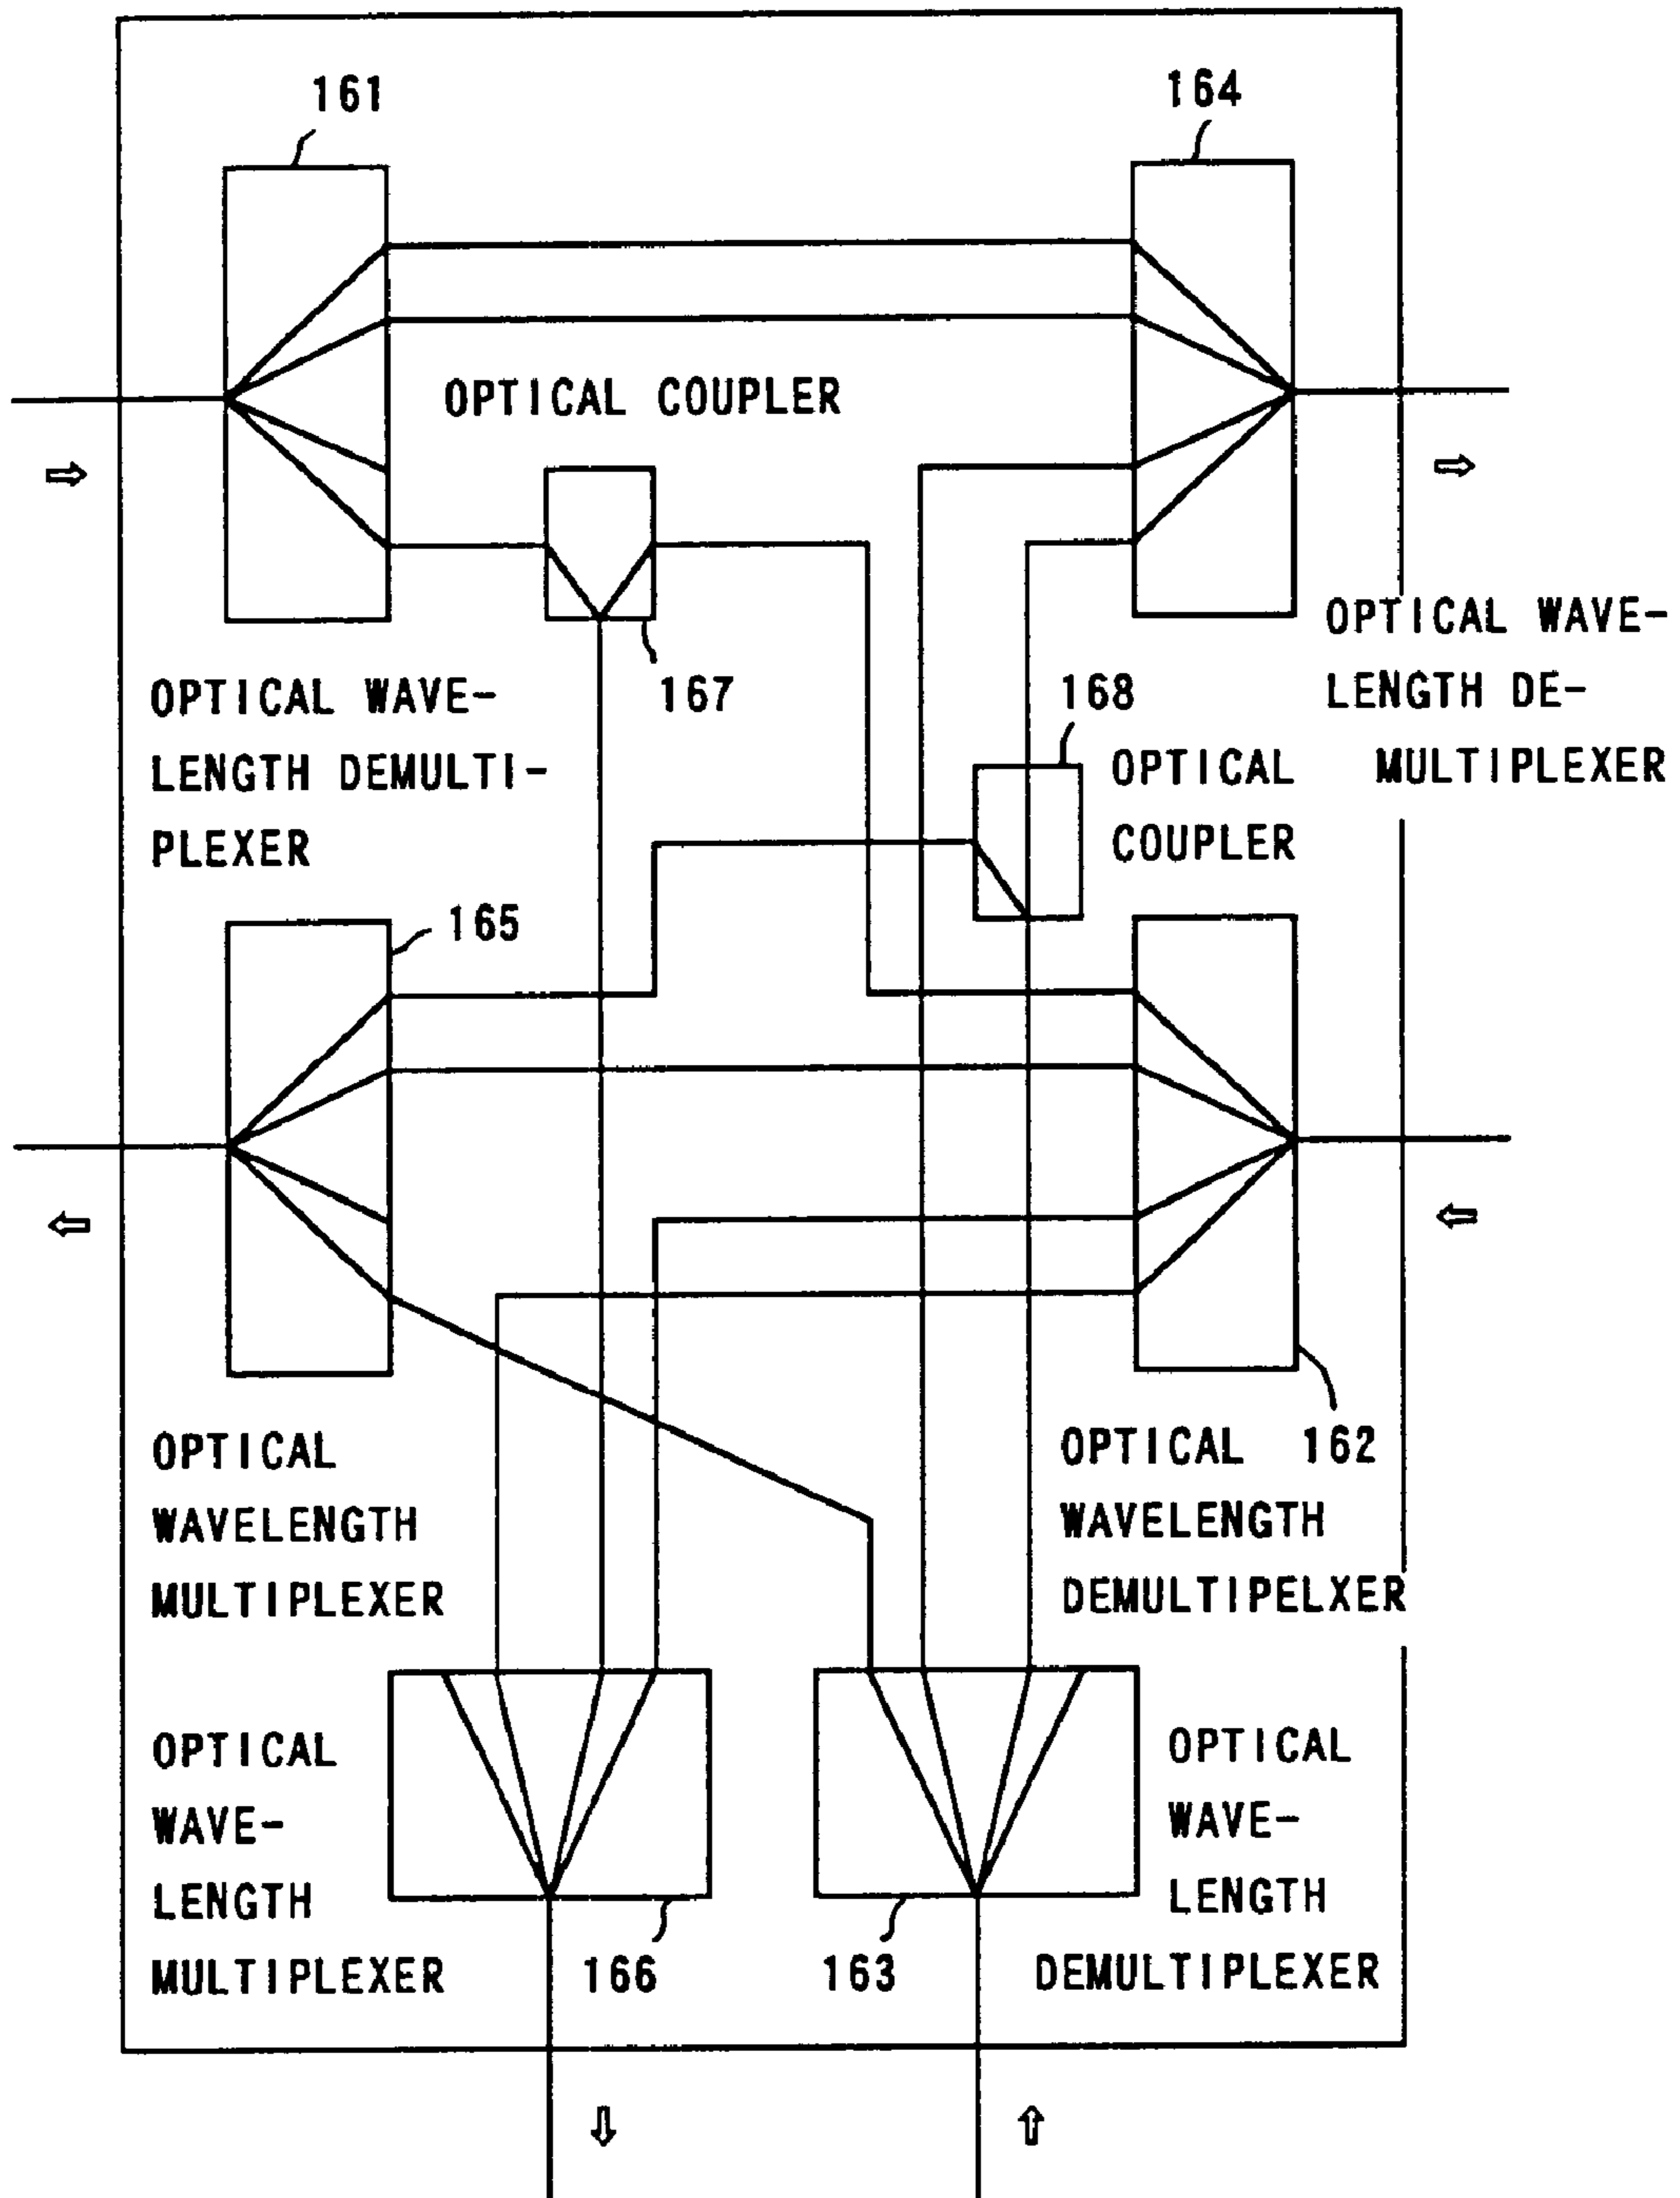 161
164
OPTICAL COUPLER
167
OPTICAL WAVE-
LENGTH DEMULTI-
PLEXER
OPTICAL WAVE-
LENGTH DE-
MULTIPLEXER
168
OPTICAL
COUPLER
165
162
OPTICAL
WAVELENGTH
MULTIPLEXER
OPTICAL
WAVELENGTH
DEMULTIPELXER
OPTICAL
WAVE-
LENGTH
MULTIPLEXER
166
163
OPTICAL
WAVE-
LENGTH
DEMULTIPLEXER